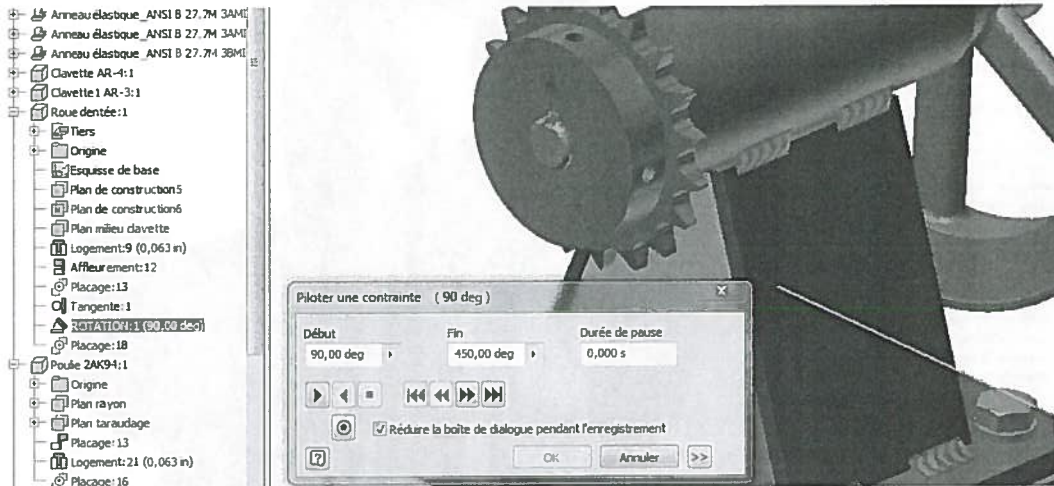 Anneau élastique_ANSI B 27.7M 3AMI
Anneau élastique_ANSI B 27.7M 3AMI
Anneau élastique_ANSI B 27.7M 3BMI
Clavette AR-4:1
Clavette1 AR-3:1
Roue dentée:1
Tiers
Origine
Esquisse de base
Plan de construction5
Plan de construction6
Plan milieu clavette
Logement:9 (0,063 in)
Affleurement:12
Placage:13
Tangente:1
ROTATION:1 (90,00 deg)
Placage:18
Poulie 2AK94:1
Origine
Plan rayon
Plan taraudage
Placage:13
Logement:21 (0,063 in)
Placage:16
Piloter une contrainte ( 90 deg )
Début Fin Durée de pause
90,00 deg 450,00 deg 0,000 s
Réduire la boîte de dialogue pendant l'enregistrement
OK Annuler >>